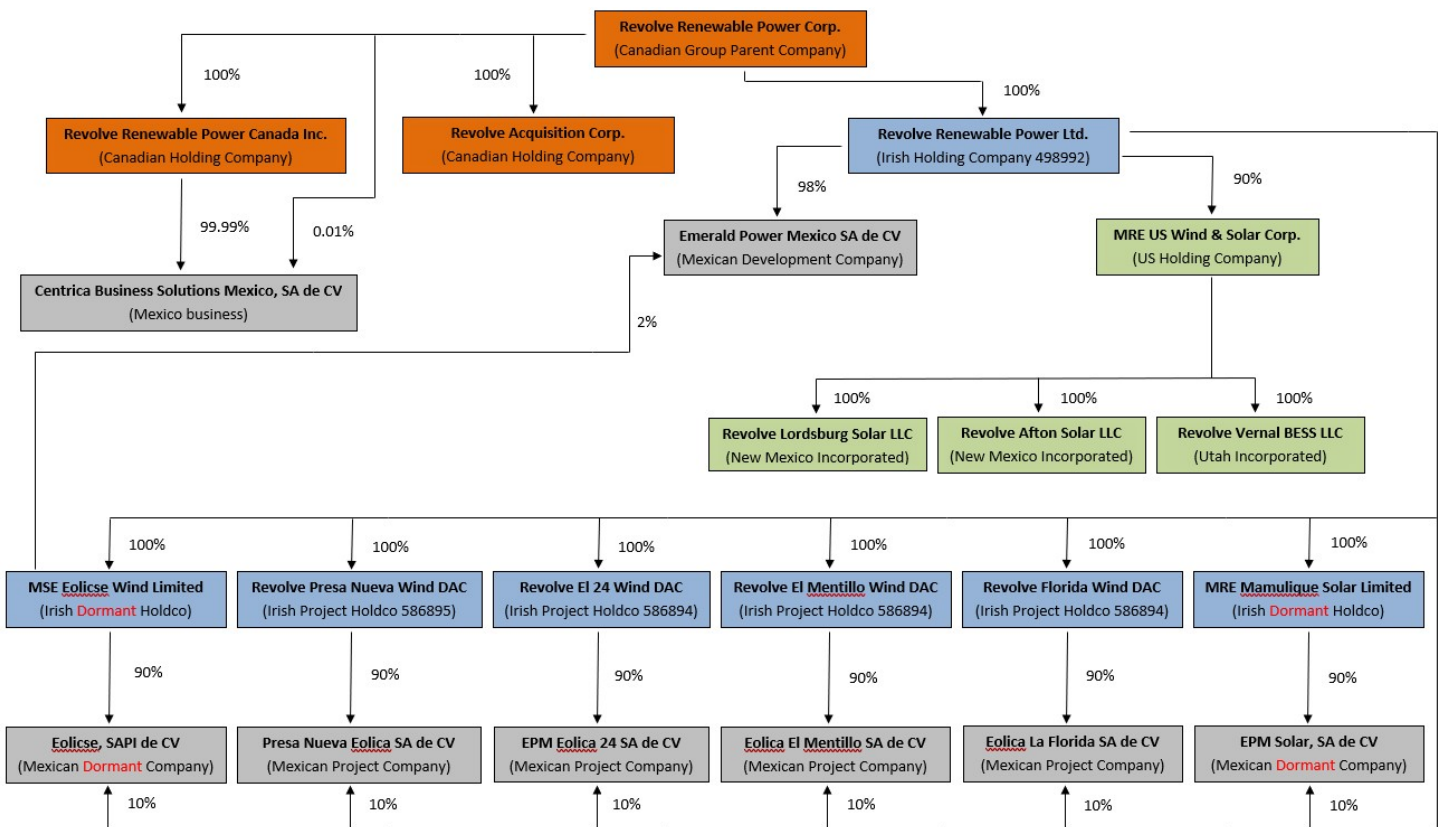 Revolve Renewable Power Corp.
(Canadian Group Parent Company)
100%
100%
100%
Revolve Renewable Power Canada Inc.
(Canadian Holding Company)
Revolve Acquisition Corp.
(Canadian Holding Company)
Revolve Renewable Power Ltd.
(Irish Holding Company 498992)
98%
90%
99.99%
0.01%
Emerald Power Mexico SA de CV
(Mexican Development Company)
MRE US Wind & Solar Corp.
(US Holding Company)
Centrica Business Solutions Mexico, SA de CV
(Mexico business)
2%
100%
100%
100%
Revolve Lordsburg Solar LLC
(New Mexico Incorporated)
Revolve Afton Solar LLC
(New Mexico Incorporated)
Revolve Vernal BESS LLC
(Utah Incorporated)
100%
100%
100%
100%
100%
100%
MSE Eolicse Wind Limited
(Irish Dormant Holdco)
Revolve Presa Nueva Wind DAC
(Irish Project Holdco 586895)
Revolve El 24 Wind DAC
(Irish Project Holdco 586894)
Revolve El Mentillo Wind DAC
(Irish Project Holdco 586894)
Revolve Florida Wind DAC
(Irish Project Holdco 586894)
MRE Mamulique Solar Limited
(Irish Dormant Holdco)
90%
90%
90%
90%
90%
90%
Eolicse, SAPI de CV
(Mexican Dormant Company)
Presa Nueva Eolica SA de CV
(Mexican Project Company)
EPM Eolica 24 SA de CV
(Mexican Project Company)
Eolica El Mentillo SA de CV
(Mexican Project Company)
Eolica La Florida SA de CV
(Mexican Project Company)
EPM Solar, SA de CV
(Mexican Dormant Company)
10%
10%
10%
10%
10%
10%